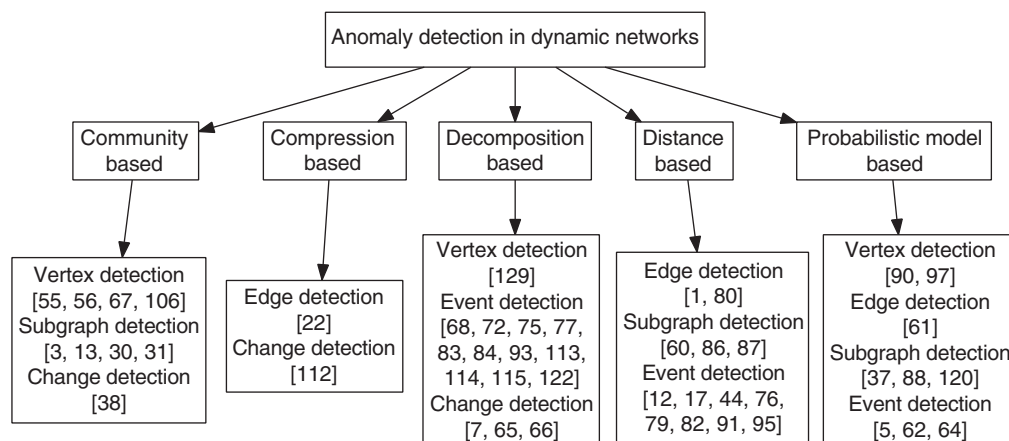 Anomaly detection in dynamic networks
Community
based
Compression
based
Decomposition
based
Distance
based
Probabilistic model
based
Vertex detection
[55, 56, 67, 106]
Subgraph detection
[3, 13, 30, 31]
Change detection
[38]
Edge detection
[22]
Change detection
[112]
Vertex detection
[129]
Event detection
[68, 72, 75, 77,
83, 84, 93, 113,
114, 115, 122]
Change detection
[7, 65, 66]
Edge detection
[1, 80]
Subgraph detection
[60, 86, 87]
Event detection
[12, 17, 44, 76,
79, 82, 91, 95]
Vertex detection
[90, 97]
Edge detection
[61]
Subgraph detection
[37, 88, 120]
Event detection
[5, 62, 64]